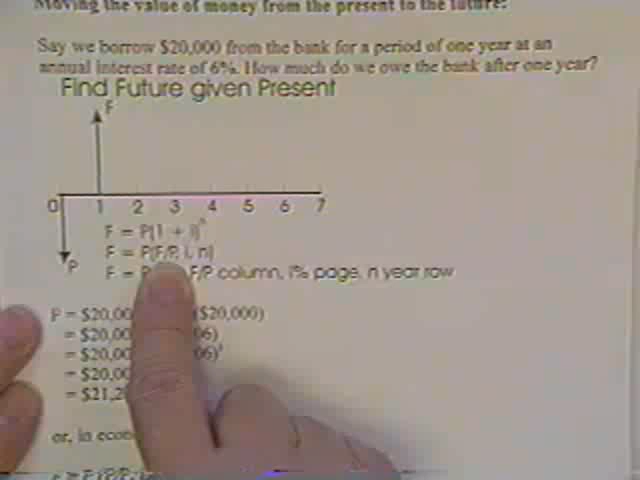 Moving the value of money from the present to the future:
Say we borrow $20,000 from the bank for a period of one year at an
annual interest rate of 6%. How much do we owe the bank after one year?
Find Future given Present
F
0 1 2 3 4 5 6 7
P
F = P(1 + i)ⁿ
F = P(F/P, i, n)
F = F/P column, i% page, n year row
P = $20,00 ($20,000)
= $20,00 06)
= $20,00 06)
= $20,00
= $21,2
or, in econ